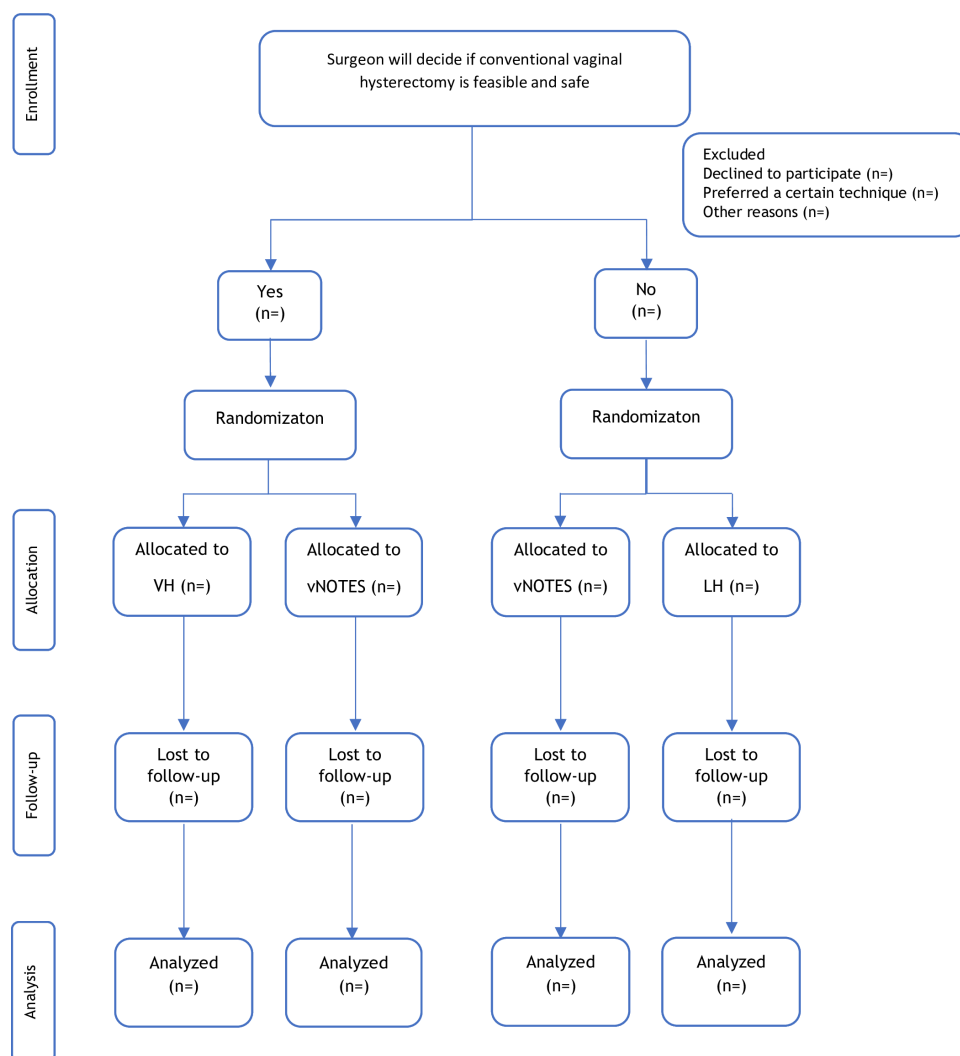 Enrollment
Surgeon will decide if conventional vaginal
hysterectomy is feasible and safe
Excluded
Declined to participate (n=)
Preferred a certain technique (n=)
Other reasons (n=)
Yes
(n=)
No
(n=)
Randomizaton
Randomizaton
Allocation
Allocated to
VH (n=)
Allocated to
vNOTES (n=)
Allocated to
vNOTES (n=)
Allocated to
LH (n=)
Follow-up
Lost to
follow-up
(n=)
Lost to
follow-up
(n=)
Lost to
follow-up
(n=)
Lost to
follow-up
(n=)
Analysis
Analyzed
(n=)
Analyzed
(n=)
Analyzed
(n=)
Analyzed
(n=)